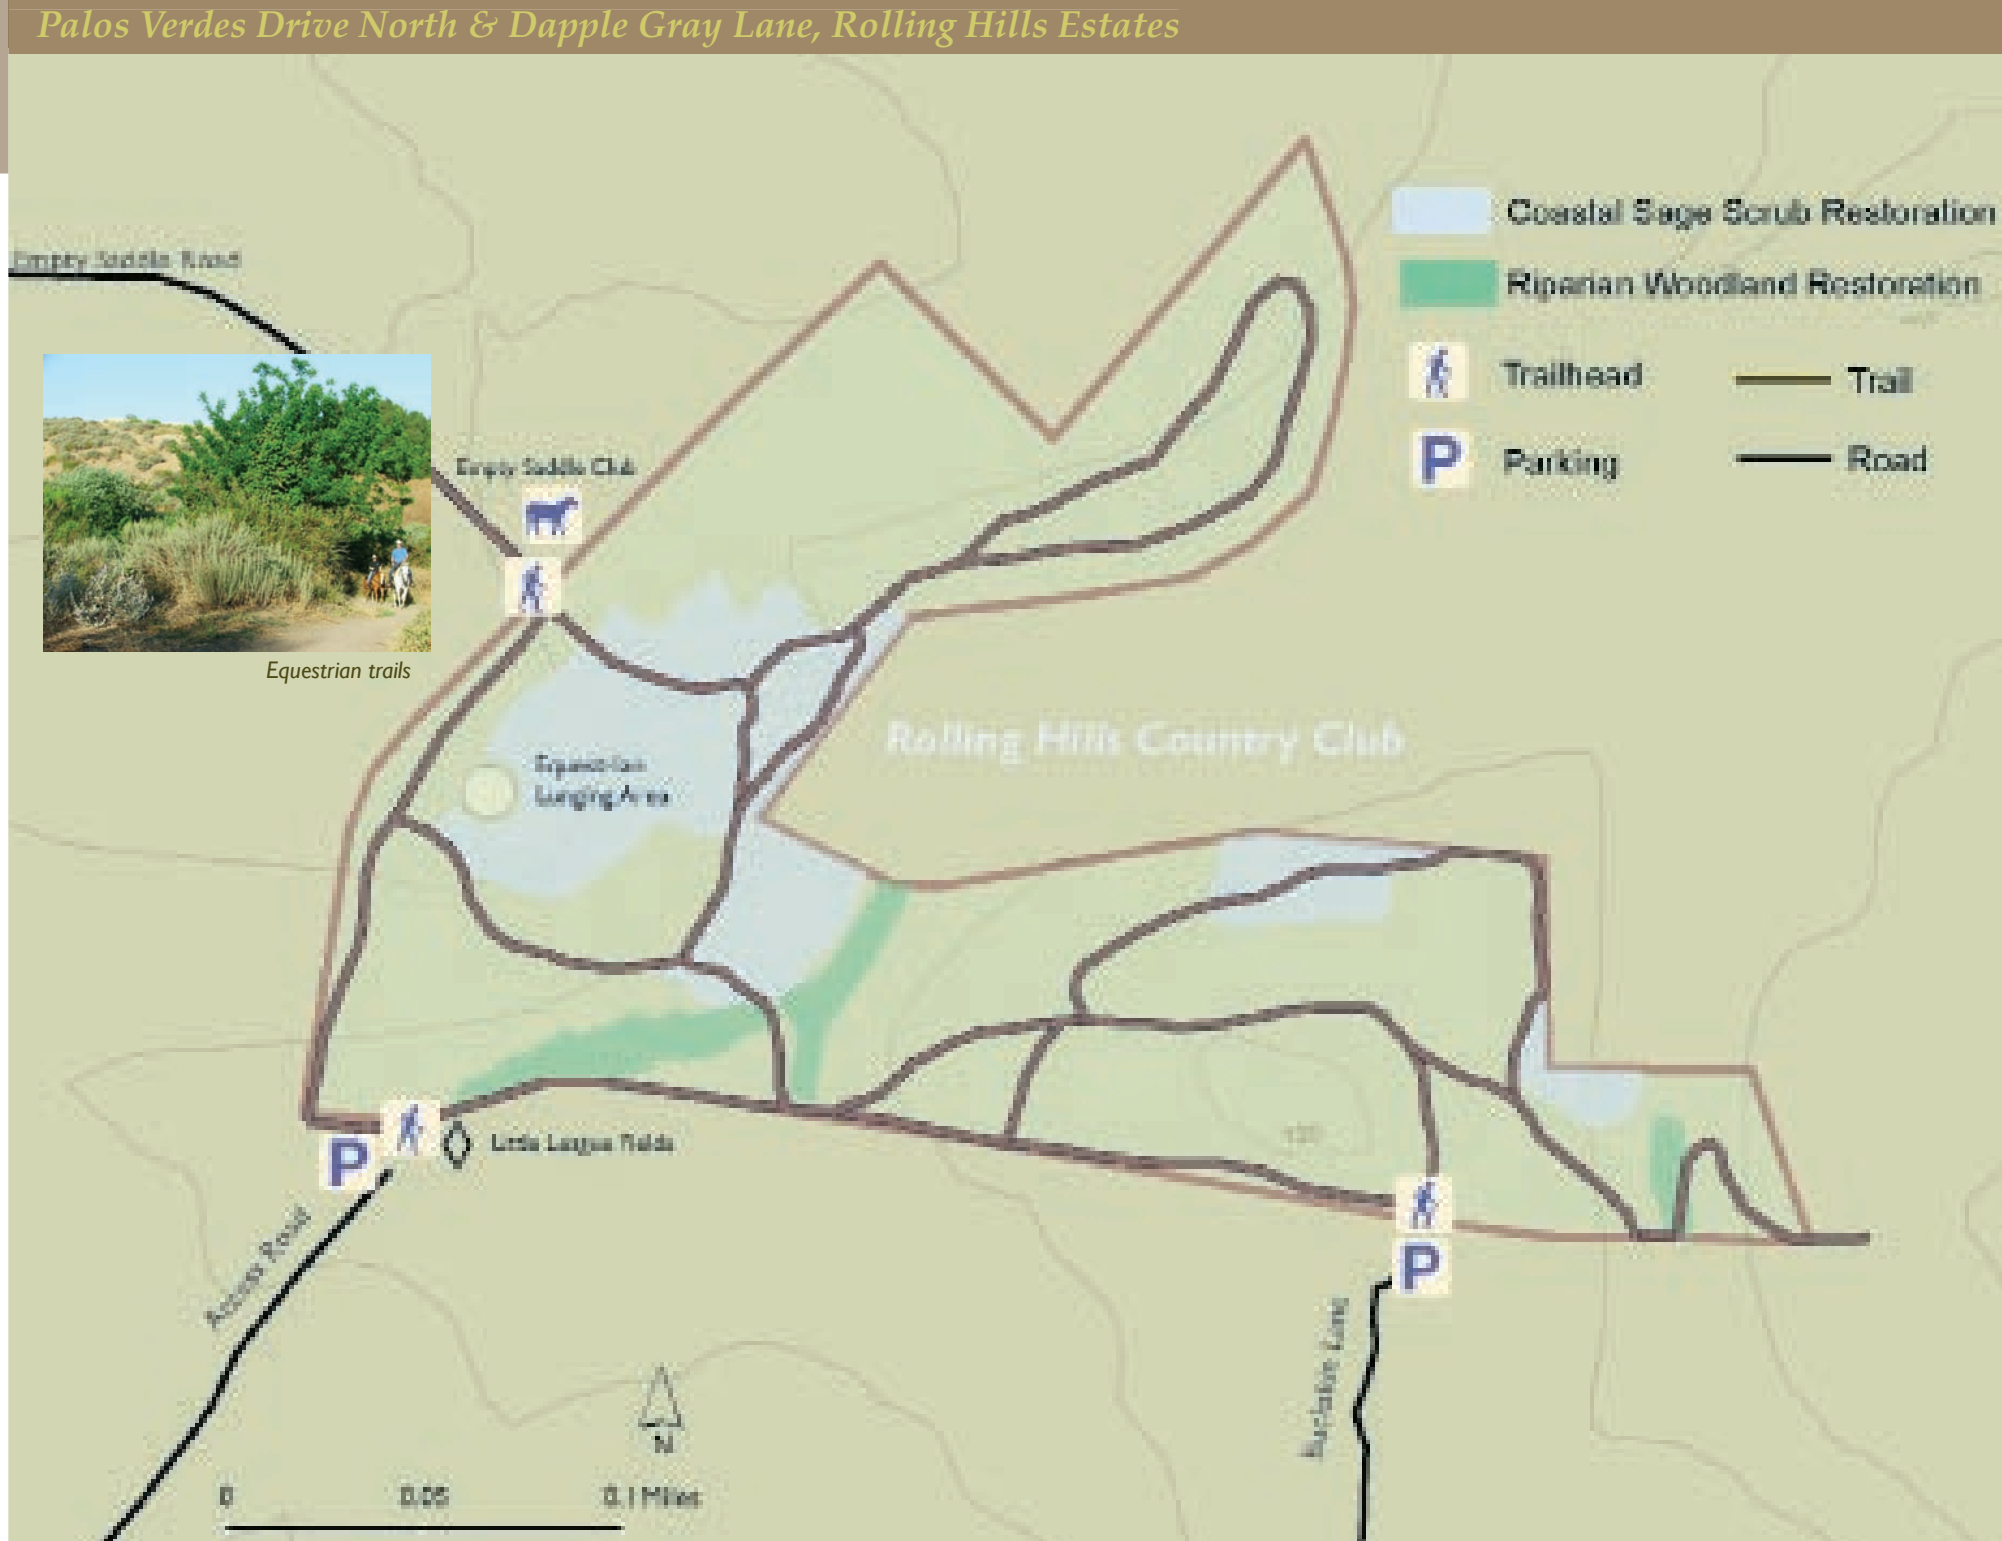 Palos Verdes Drive North & Dapple Gray Lane, Rolling Hills Estates
Coastal Sage Scrub Restoration
Empty Saddle Road
Riparian Woodland Restoration
Trailhead
Trail
Empty Saddle Club
Parking
Road
Equestrian trails
Rolling Hills Country Club
Equestrian
Lunging Area
Little League Fields
P
Access Road
P
Lane
N
0
0.05
0.1 Miles